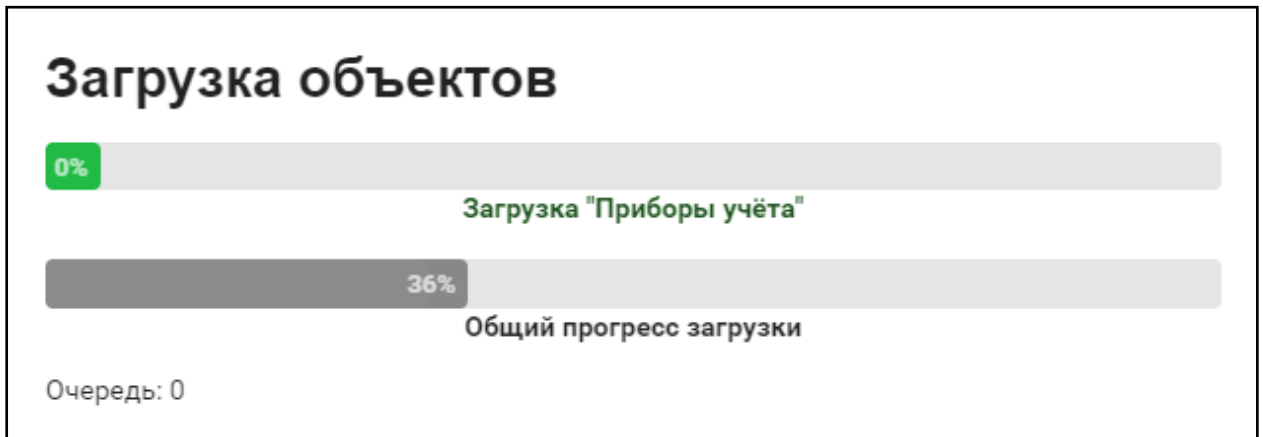 Загрузка объектов
0%
Загрузка "Приборы учёта"
36%
Общий прогресс загрузки
Очередь: 0